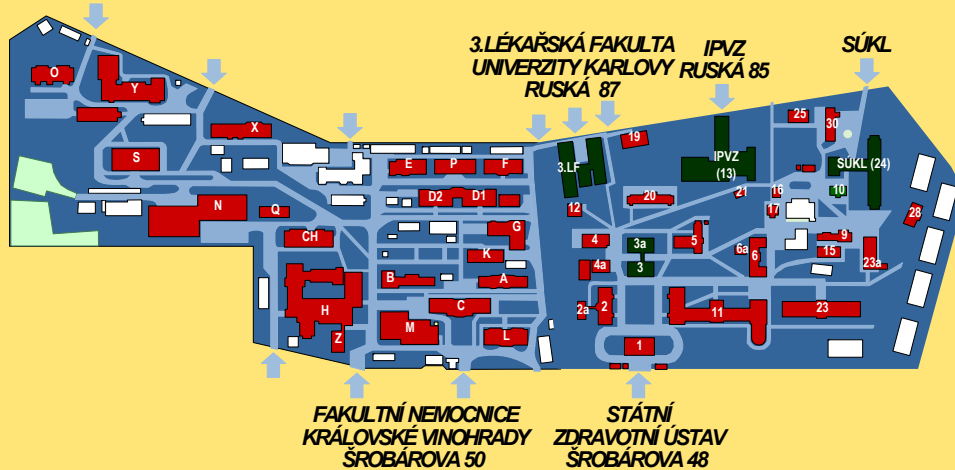 3.LÉKAŘSKÁ FAKULTA
UNIVERZITY KARLOVY
RUSKÁ 87
IPVZ
RUSKÁ 85
SÚKL
O
Y
X
S
N
Q
CH
H
Z
E
P
F
D2
D1
G
K
B
A
C
M
L
3.LF
19
IPVZ
(13)
25
30
SÚKL (24)
10
12
20
21
16
17
28
4
3a
5
6a
6
9
15
23a
4a
3
2a
2
11
23
1
FAKULTNÍ NEMOCNICE
KRÁLOVSKÉ VINOHRADY
ŠROBÁROVA 50
STÁTNÍ
ZDRAVOTNÍ ÚSTAV
ŠROBÁROVA 48